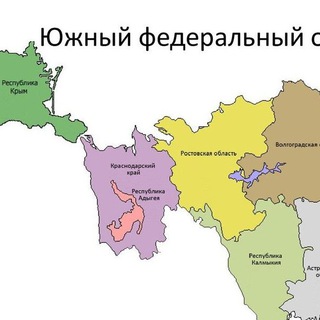 Южный федеральный о
Республика
Крым
Краснодарский
край
Республика
Адыгея
Ростовская область
Волгоградская о
Республика
Калмыкия
Астр
о